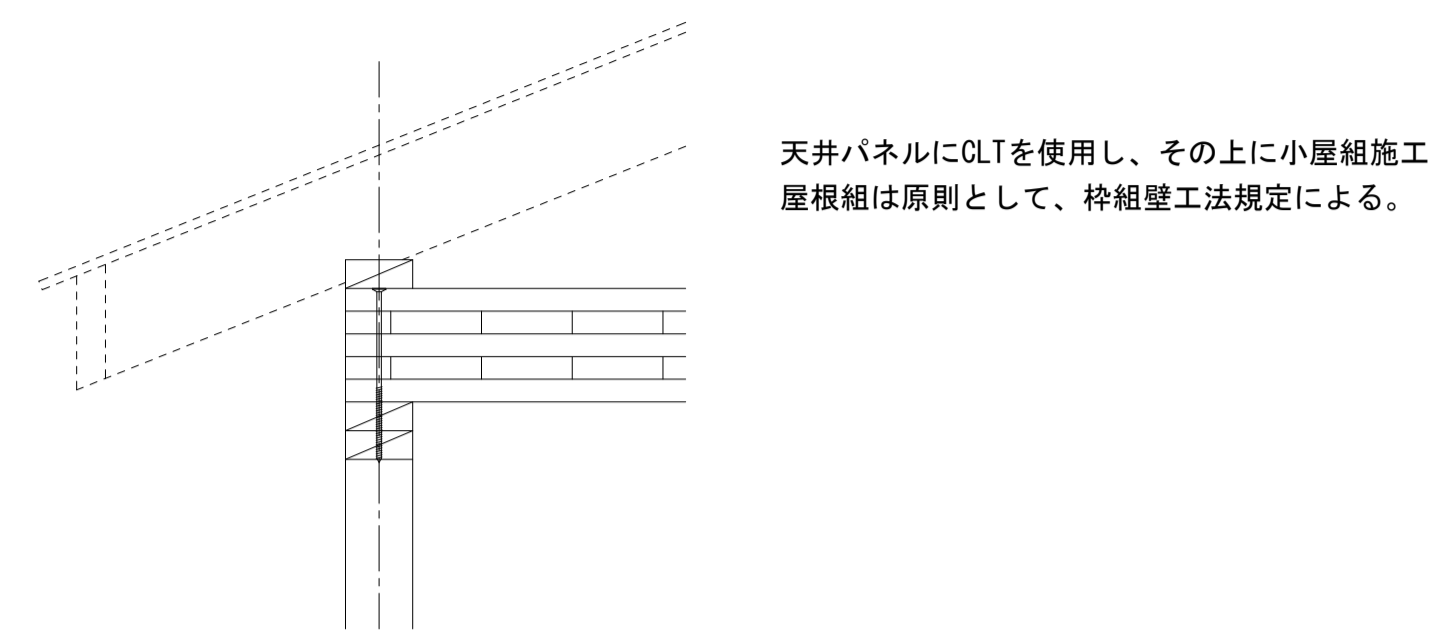 天井パネルにCLTを使用し、その上に小屋組施工
屋根組は原則として、枠組壁工法規定による。